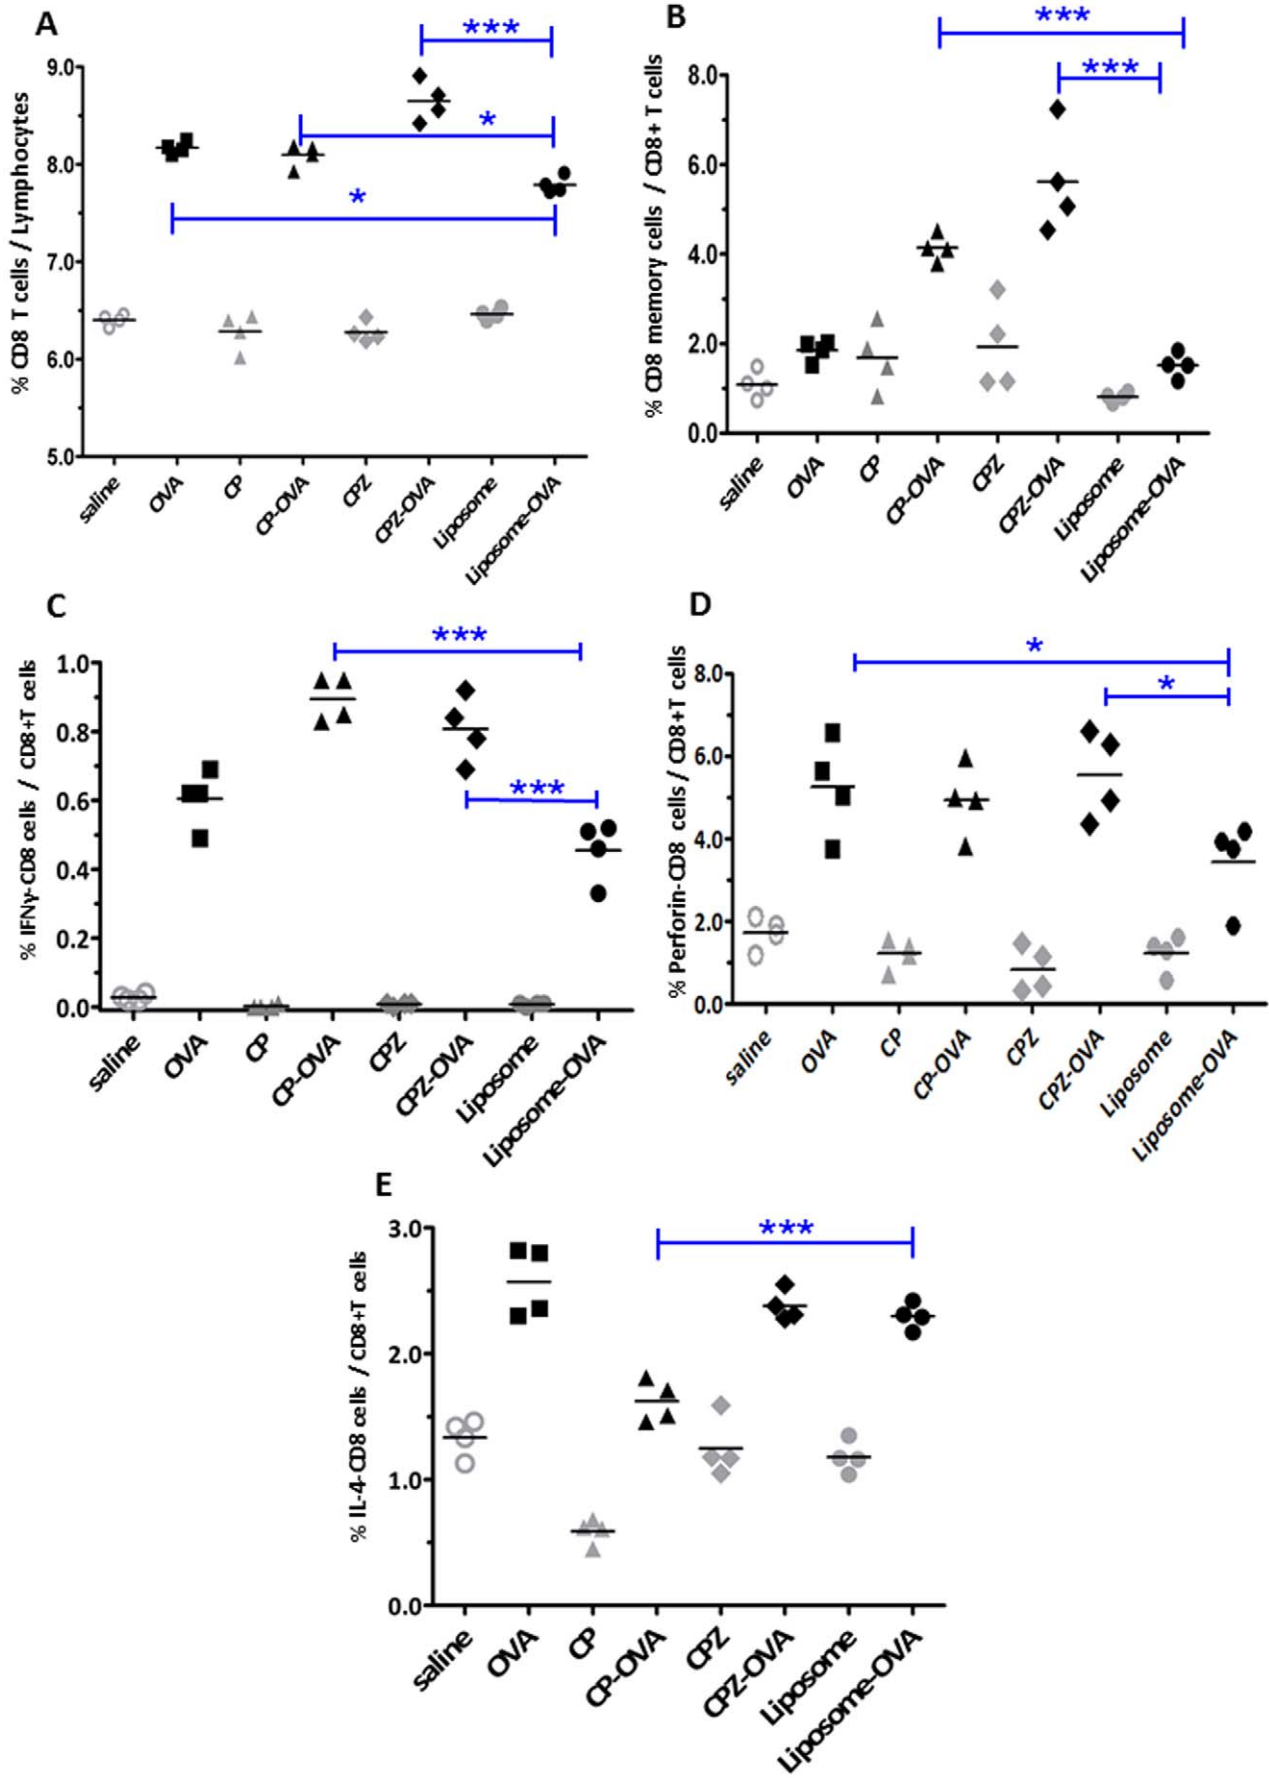 A
% CD8 T cells / Lymphocytes
9.0
8.0
7.0
6.0
5.0
***
*
*
saline
OVA
CP
CP-OVA
CPZ
CPZ-OVA
Liposome
Liposome-OVA
B
% CD8 memory cells / CD8+ T cells
8.0
6.0
4.0
2.0
0.0
***
***
saline
OVA
CP
CP-OVA
CPZ
CPZ-OVA
Liposome
Liposome-OVA
C
% IFNγ-CD8 cells / CD8+T cells
1.0
0.8
0.6
0.4
0.2
0.0
***
***
saline
OVA
CP
CP-OVA
CPZ
CPZ-OVA
Liposome
Liposome-OVA
D
% Perforin-CD8 cells / CD8+T cells
8.0
6.0
4.0
2.0
0.0
*
*
saline
OVA
CP
CP-OVA
CPZ
CPZ-OVA
Liposome
Liposome-OVA
E
% IL-4-CD8 cells / CD8+T cells
3.0
2.0
1.0
0.0
***
saline
OVA
CP
CP-OVA
CPZ
CPZ-OVA
Liposome
Liposome-OVA